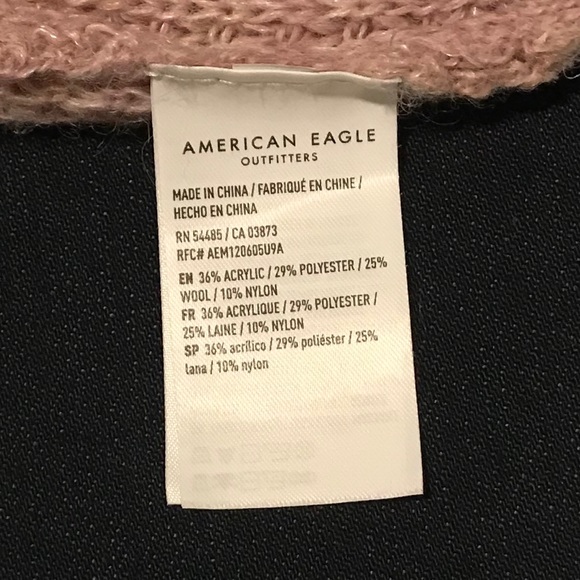 AMERICAN EAGLE
OUTFITTERS
MADE IN CHINA / FABRIQUÉ EN CHINE /
HECHO EN CHINA
RN 54485 / CA 03873
RFC# AEM120605U9A
EN 36% ACRYLIC / 29% POLYESTER / 25%
WOOL / 10% NYLON
FR 36% ACRYLIQUE / 29% POLYESTER /
25% LAINE / 10% NYLON
SP 36% acrílico / 29% poliéster / 25%
lana / 10% nylon